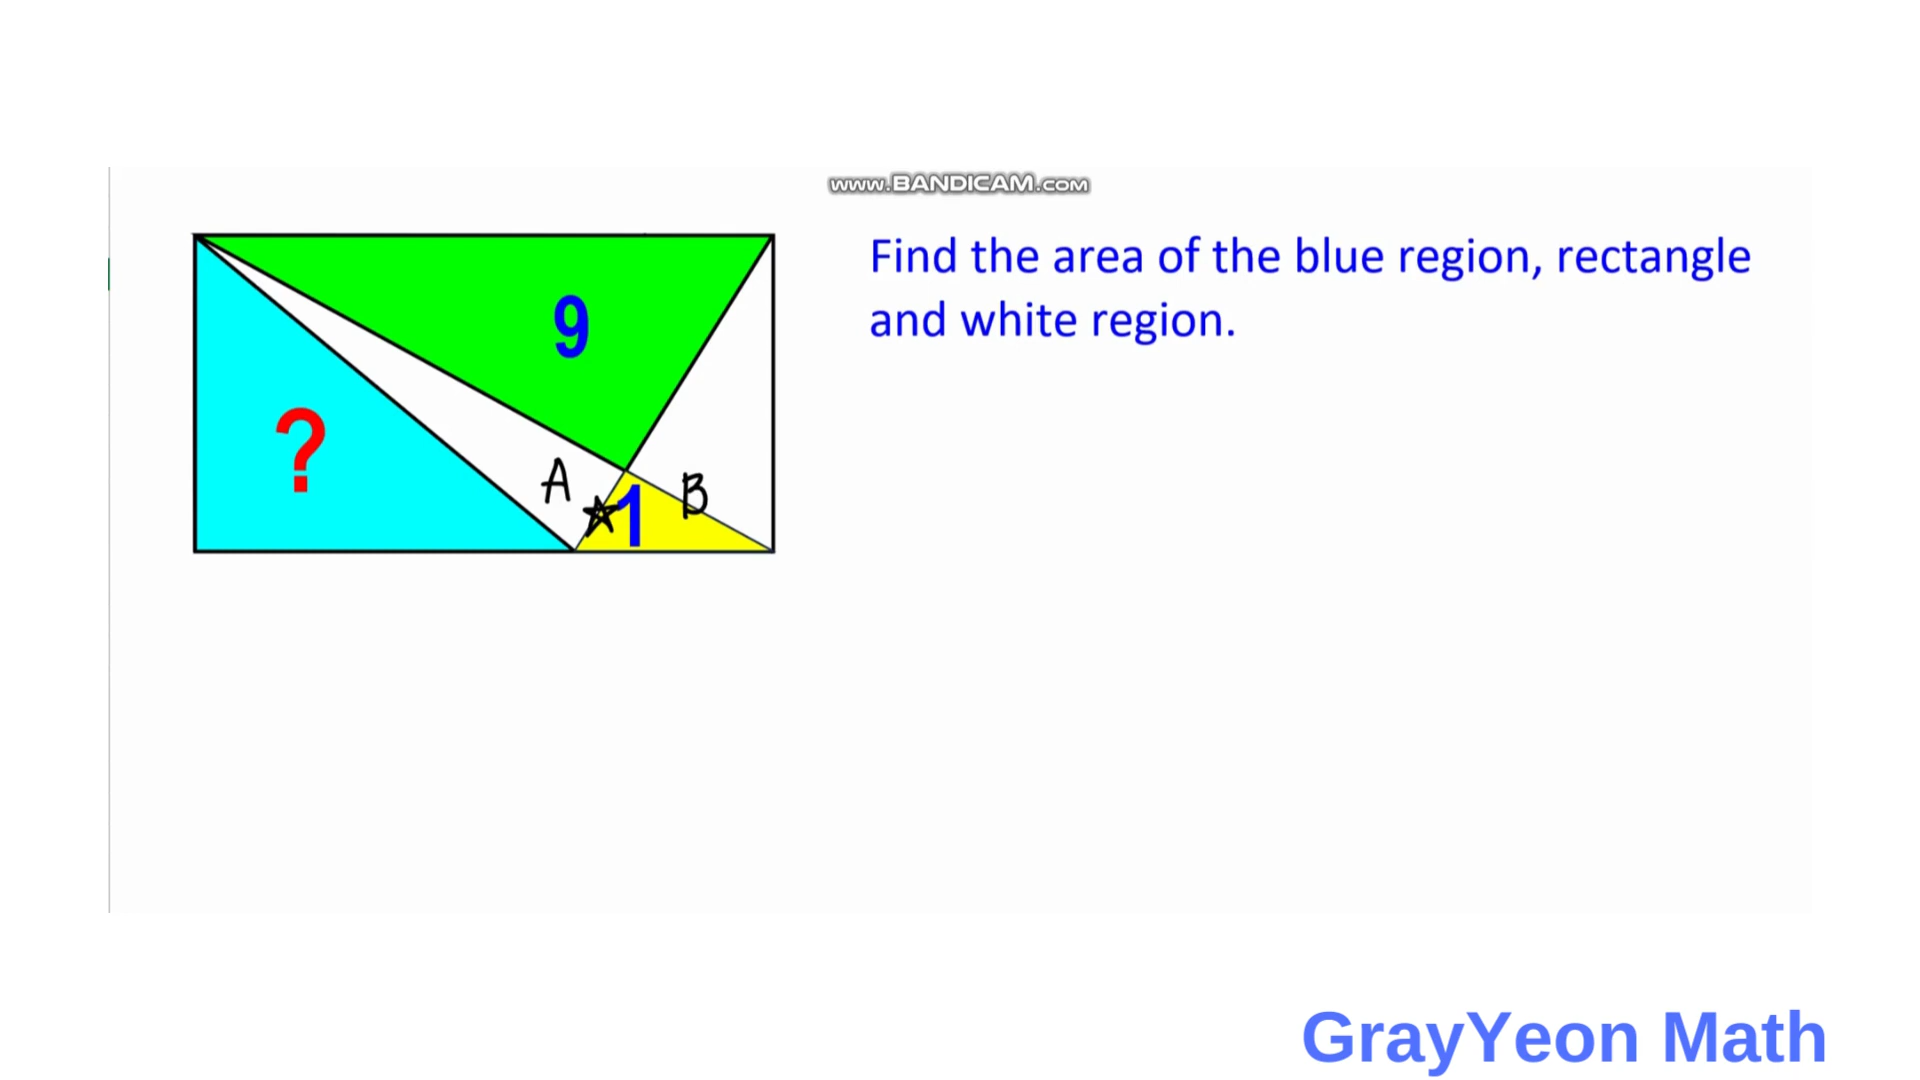 www.BANDICAM.com
Find the area of the blue region, rectangle
and white region.
9
?
A
1
B
GrayYeon Math